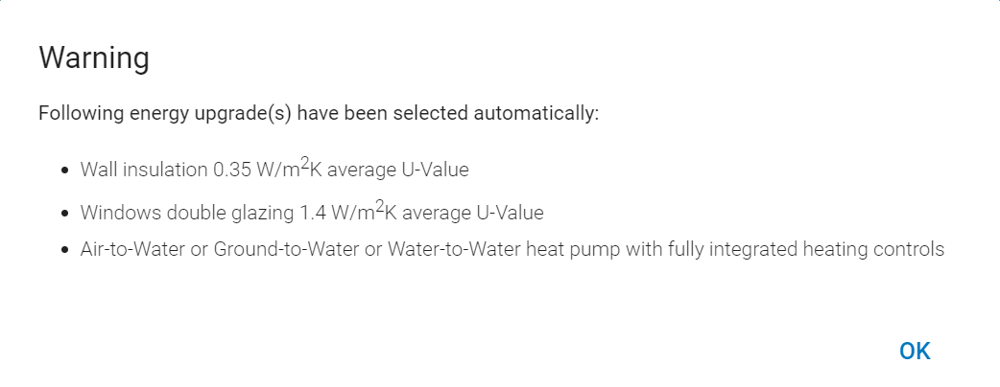 Warning
Following energy upgrade(s) have been selected automatically:
• Wall insulation 0.35 W/m²K average U-Value
• Windows double glazing 1.4 W/m²K average U-Value
• Air-to-Water or Ground-to-Water or Water-to-Water heat pump with fully integrated heating controls
OK